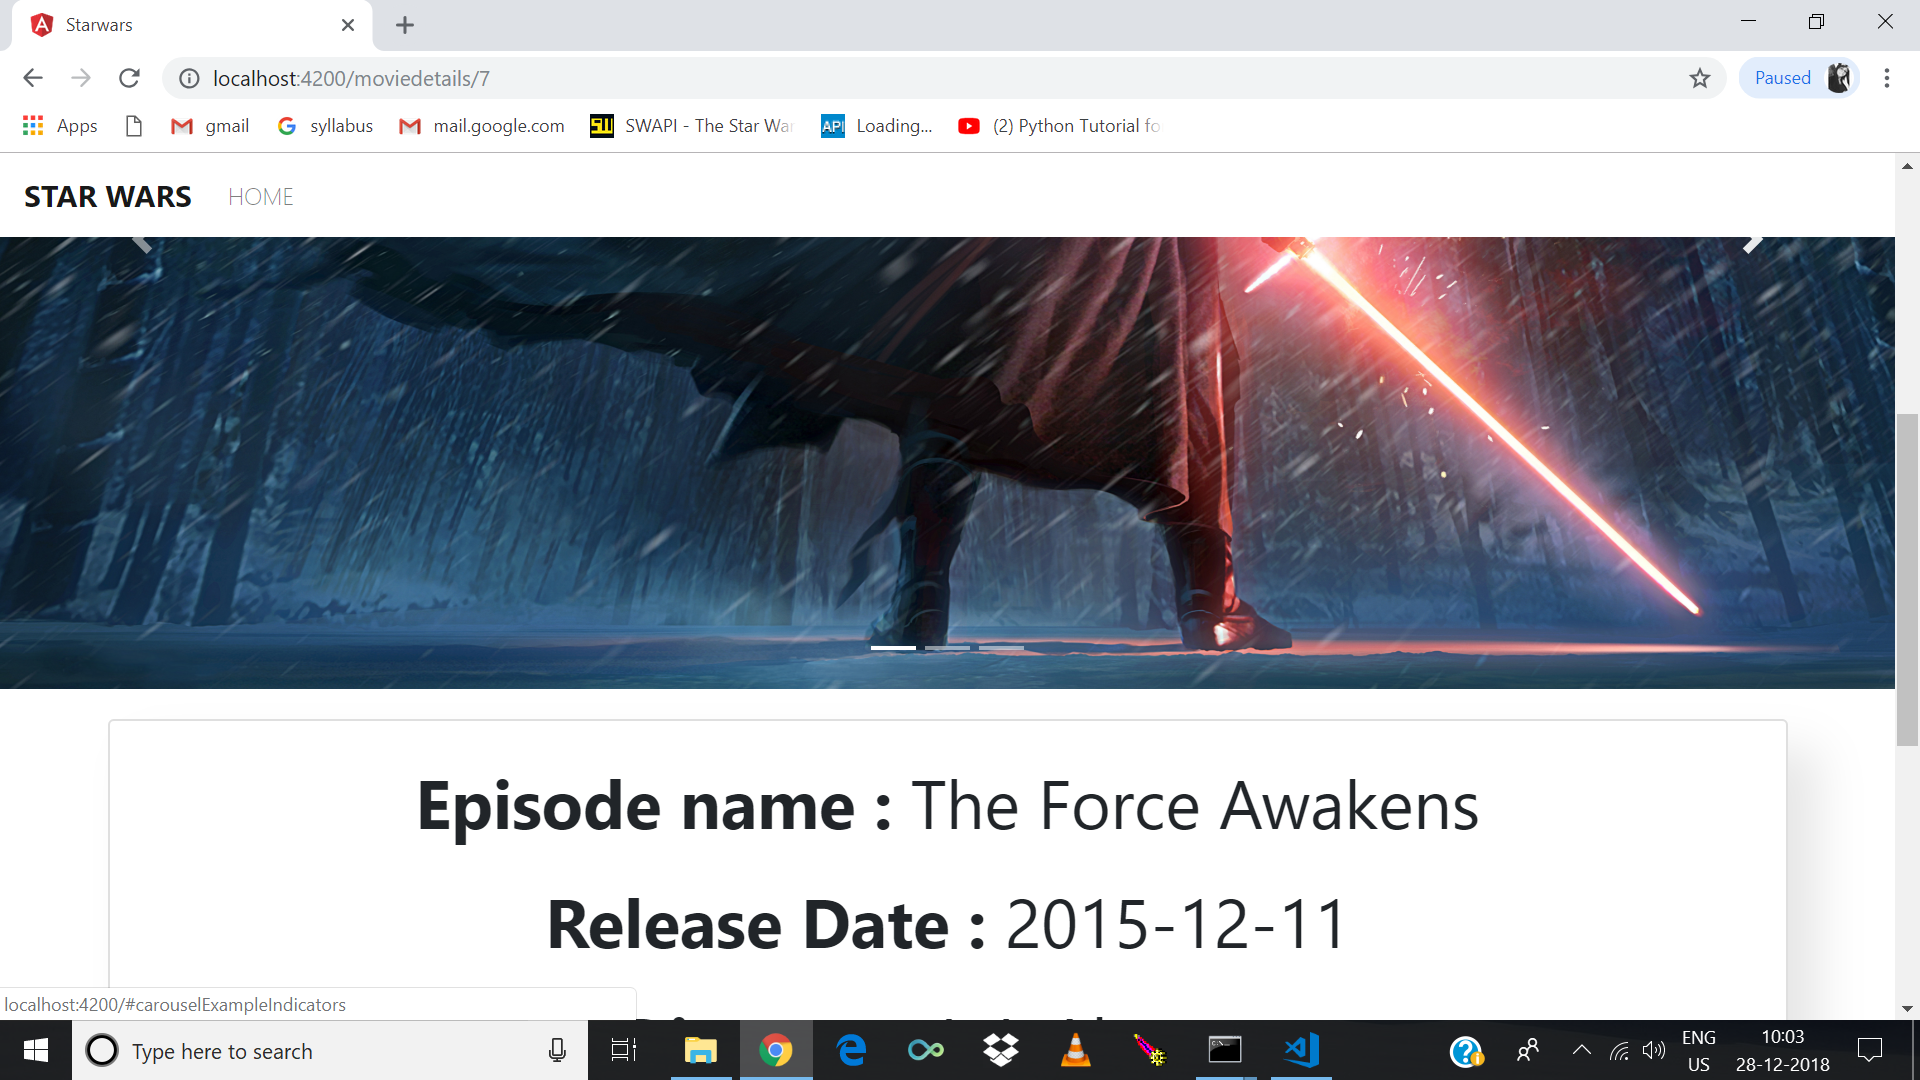 Starwars
localhost:4200/moviedetails/7
Paused
Apps
gmail
syllabus
mail.google.com
SWAPI - The Star War
API
Loading...
(2) Python Tutorial fo
STAR WARS
HOME
Episode name : The Force Awakens
Release Date : 2015-12-11
localhost:4200/#carouselExampleIndicators
Type here to search
ENG
US
10:03
28-12-2018